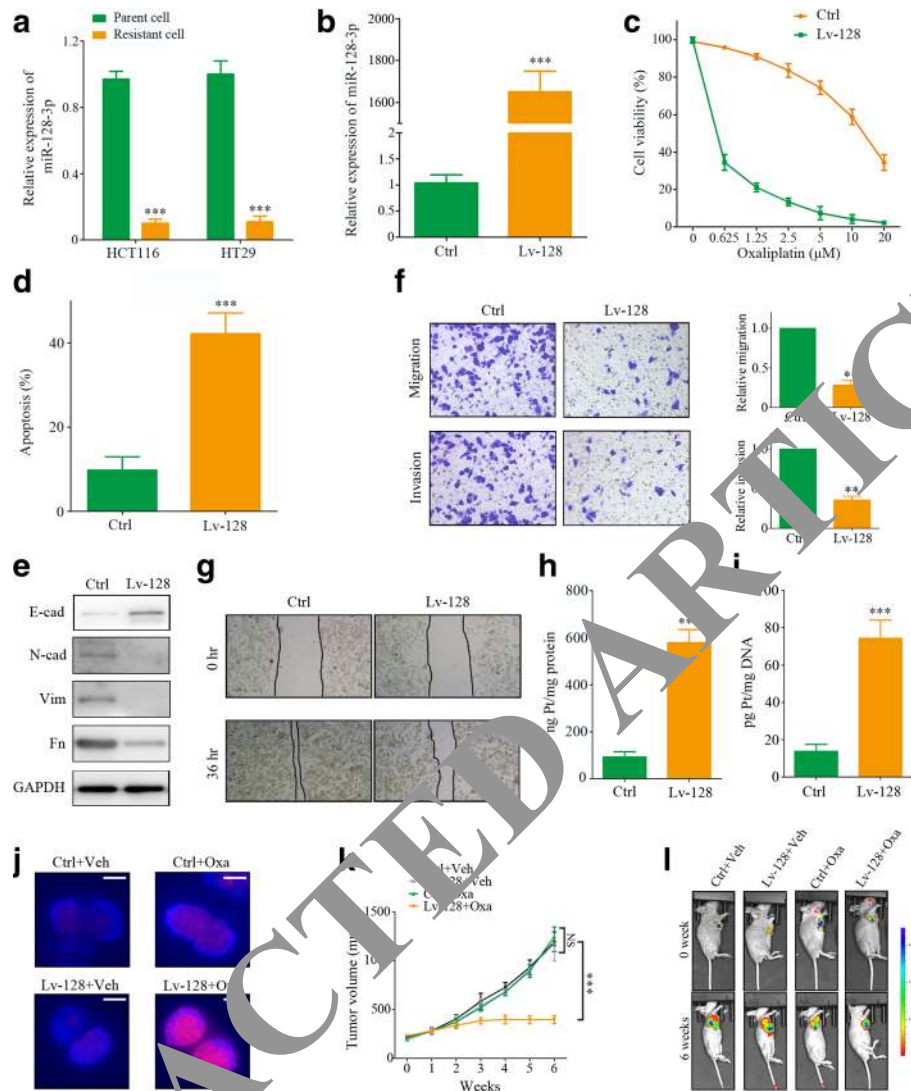 a
Parent cell
Resistant cell
Relative expression of
miR-128-3p
1.2
0.8
0.4
0
***
***
HCT116
HT29
b
Relative expression of miR-128-3p
2000
1600
1400
2
1.5
1
0.5
0
***
Ctrl
Lv-128
c
Ctrl
Lv-128
Cell viability (%)
100
80
60
40
20
0
0
0.625
1.25
2.5
5
10
20
Oxaliplatin (µM)
d
Apoptosis (%)
40
20
0
***
Ctrl
Lv-128
f
Ctrl
Lv-128
Migration
Invasion
Relative migration
1.0
0.5
0
Lv-128
1
0
**
Lv-128
e
Ctrl Lv-128
E-cad
N-cad
Vim
Fn
GAPDH
g
Ctrl
Lv-128
0 hr
36 hr
h
ng Pt/mg protein
800
600
400
200
0
Ctrl
Lv-128
pg Pt/mg DNA
80
60
40
20
0
***
Ctrl
Lv-128
j
Ctrl+Veh
Ctrl+Oxa
Lv-128+Veh
k
Lv-128+Oxa
Tumor volume
1500
1000
500
0
0 1 2 3 4 5 6
Weeks
NS
***
l
Ctrl+Veh
Lv-128+Veh
Ctrl+Oxa
Lv-128+Oxa
0 week
6 weeks
ACTED ARTIC